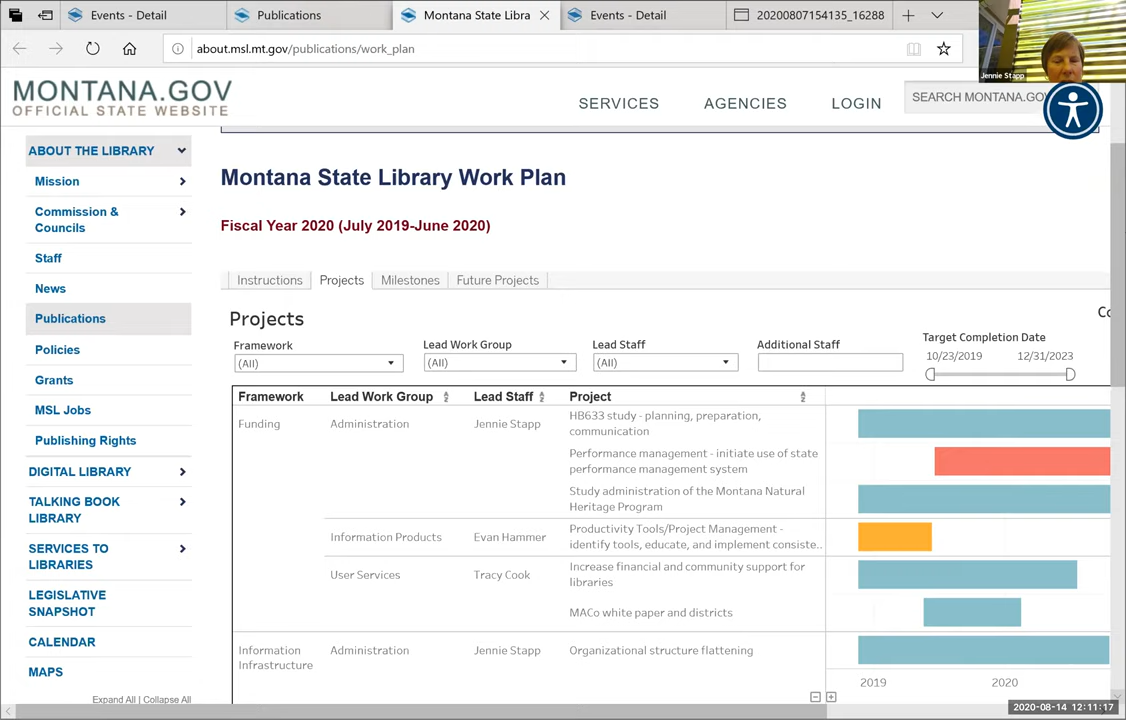 Events - Detail
Publications
Montana State Libra
Events - Detail
20200807154135_16288
about.msl.mt.gov/publications/work_plan
Jennie Stapp
MONTANA.GOV
OFFICIAL STATE WEBSITE
SERVICES
AGENCIES
LOGIN
SEARCH MONTANA.GOV
ABOUT THE LIBRARY
Mission
Commission &
Councils
Staff
News
Publications
Policies
Grants
MSL Jobs
Publishing Rights
DIGITAL LIBRARY
TALKING BOOK
LIBRARY
SERVICES TO
LIBRARIES
LEGISLATIVE
SNAPSHOT
CALENDAR
MAPS
Expand All | Collapse All
Montana State Library Work Plan
Fiscal Year 2020 (July 2019-June 2020)
Instructions
Projects
Milestones
Future Projects
Projects
Co
Framework
(All)
Lead Work Group
(All)
Lead Staff
(All)
Additional Staff
Target Completion Date
10/23/2019
12/31/2023
Framework
Lead Work Group
Lead Staff
Project
Funding
Administration
Jennie Stapp
HB633 study - planning, preparation,
communication
Performance management - initiate use of state
performance management system
Study administration of the Montana Natural
Heritage Program
Information Products
Evan Hammer
Productivity Tools/Project Management -
identify tools, educate, and implement consiste..
User Services
Tracy Cook
Increase financial and community support for
libraries
MACo white paper and districts
Information
Infrastructure
Administration
Jennie Stapp
Organizational structure flattening
2019
2020
2020-08-14 12:11:17